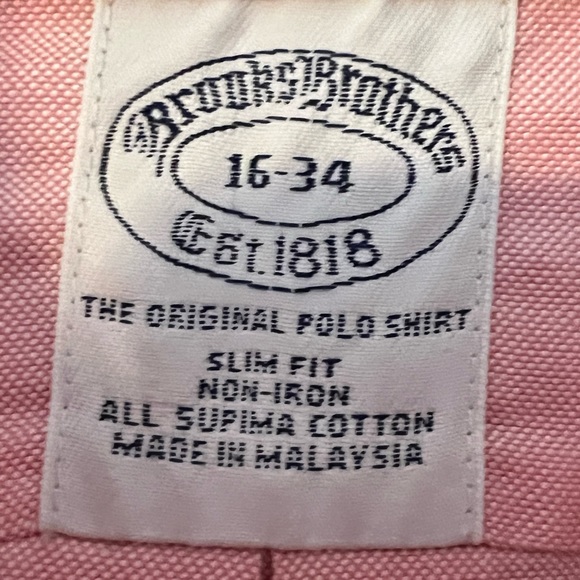 Brooks Brothers
16-34
Est. 1818
THE ORIGINAL POLO SHIRT
SLIM FIT
NON-IRON
ALL SUPIMA COTTON
MADE IN MALAYSIA